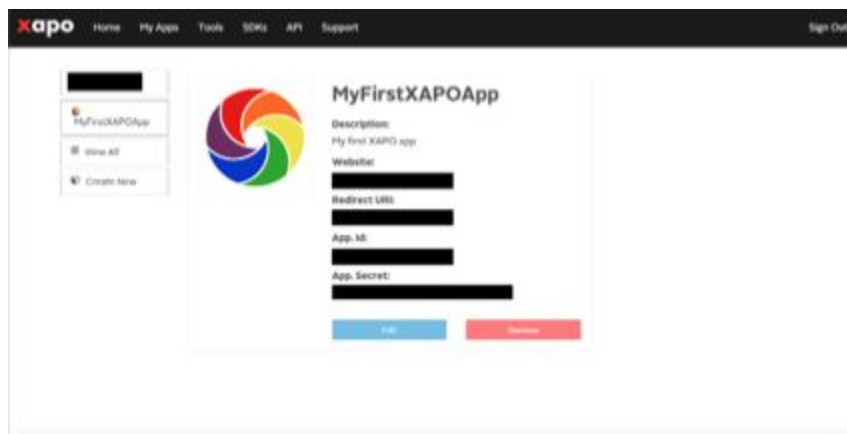 xapo Home My Apps Tools SDKs API Support Sign Out
MyFirstXAPOApp
View All
Create New
MyFirstXAPOApp
Description:
My first XAPO app
Website:
Redirect URI:
App. Id:
App. Secret:
Edit
Remove